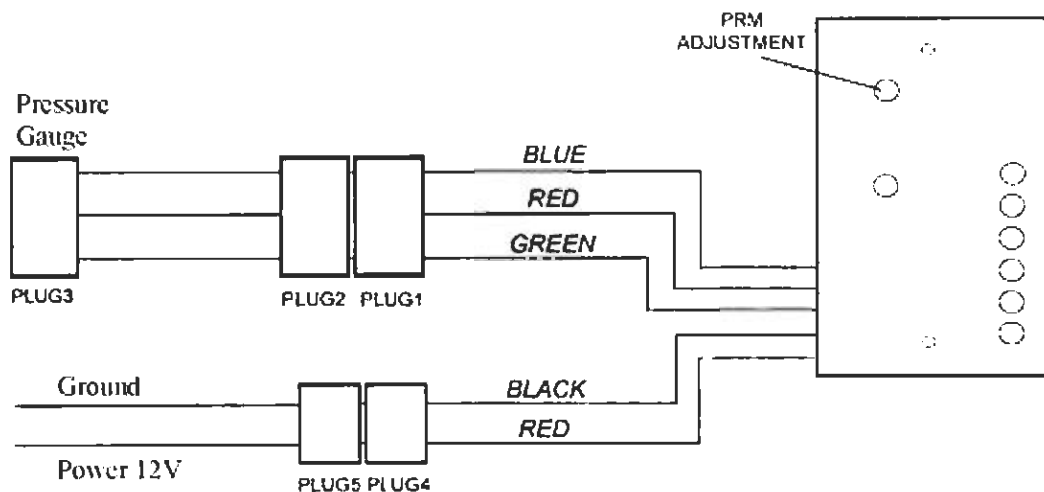 PRM
ADJUSTMENT
Pressure
Gauge
BLUE
RED
GREEN
PLUG3
PLUG2
PLUG1
Ground
BLACK
RED
Power 12V
PLUG5
PLUG4